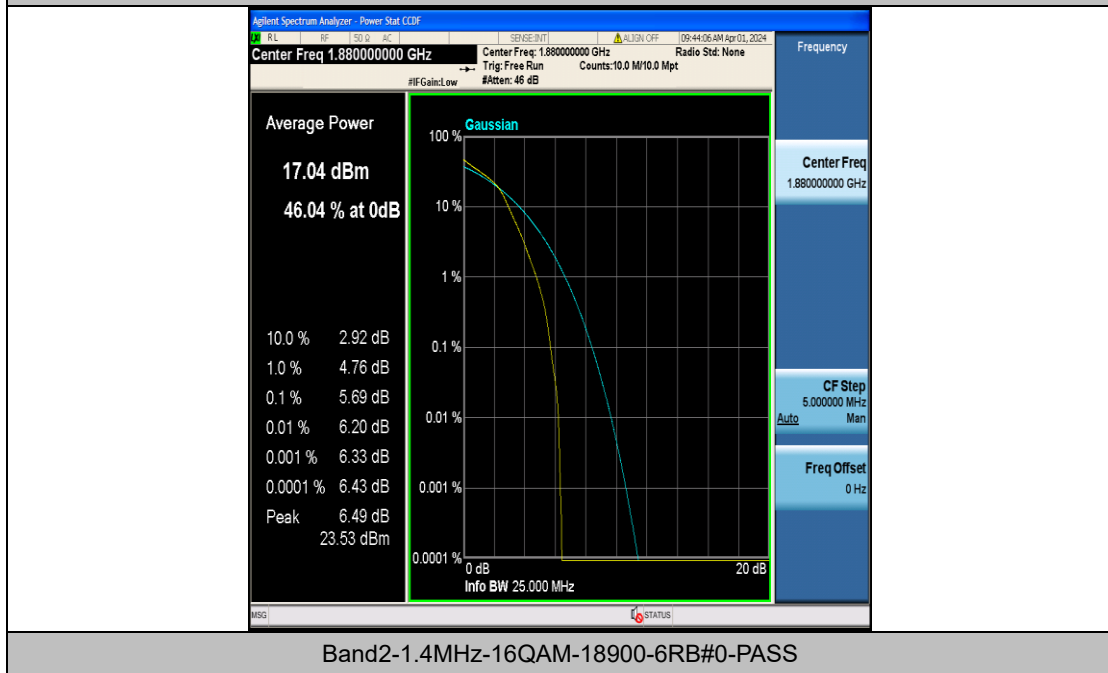 Agilent Spectrum Analyzer - Power Stat CCDF
RL RF 50 Ω AC SENSE:INT ALIGN OFF 09:44:06 AM Apr 01, 2024
Center Freq 1.880000000 GHz
Center Freq: 1.880000000 GHz Radio Std: None
Trig: Free Run Counts:10.0 M/10.0 Mpt
#IFGain:Low #Atten: 46 dB
Frequency
Average Power
17.04 dBm
46.04 % at 0dB
10.0 % 2.92 dB
1.0 % 4.76 dB
0.1 % 5.69 dB
0.01 % 6.20 dB
0.001 % 6.33 dB
0.0001 % 6.43 dB
Peak 6.49 dB
23.53 dBm
Gaussian
100 %
10 %
1 %
0.1 %
0.01 %
0.001 %
0.0001 %
0 dB 20 dB
Info BW 25.000 MHz
Center Freq
1.880000000 GHz
CF Step
5.000000 MHz
Auto Man
Freq Offset
0 Hz
MSG STATUS
Band2-1.4MHz-16QAM-18900-6RB#0-PASS